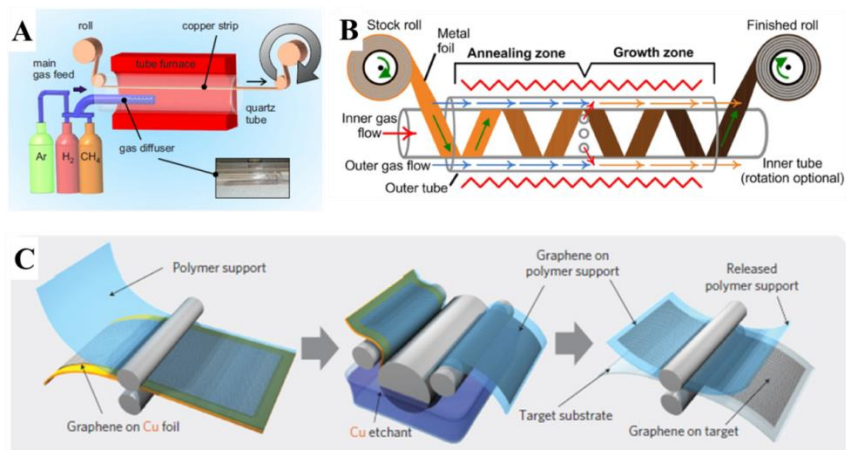 A
roll
copper strip
main
gas feed
tube furnace
quartz
tube
gas diffuser
Ar
H2
CH4
B
Stock roll
Metal
foil
Annealing zone
Growth zone
Finished roll
Inner gas
flow
Outer gas flow
Outer tube
Inner tube
(rotation optional)
C
Polymer support
Graphene on Cu foil
Cu etchant
Graphene on
polymer support
Released
polymer support
Target substrate
Graphene on target